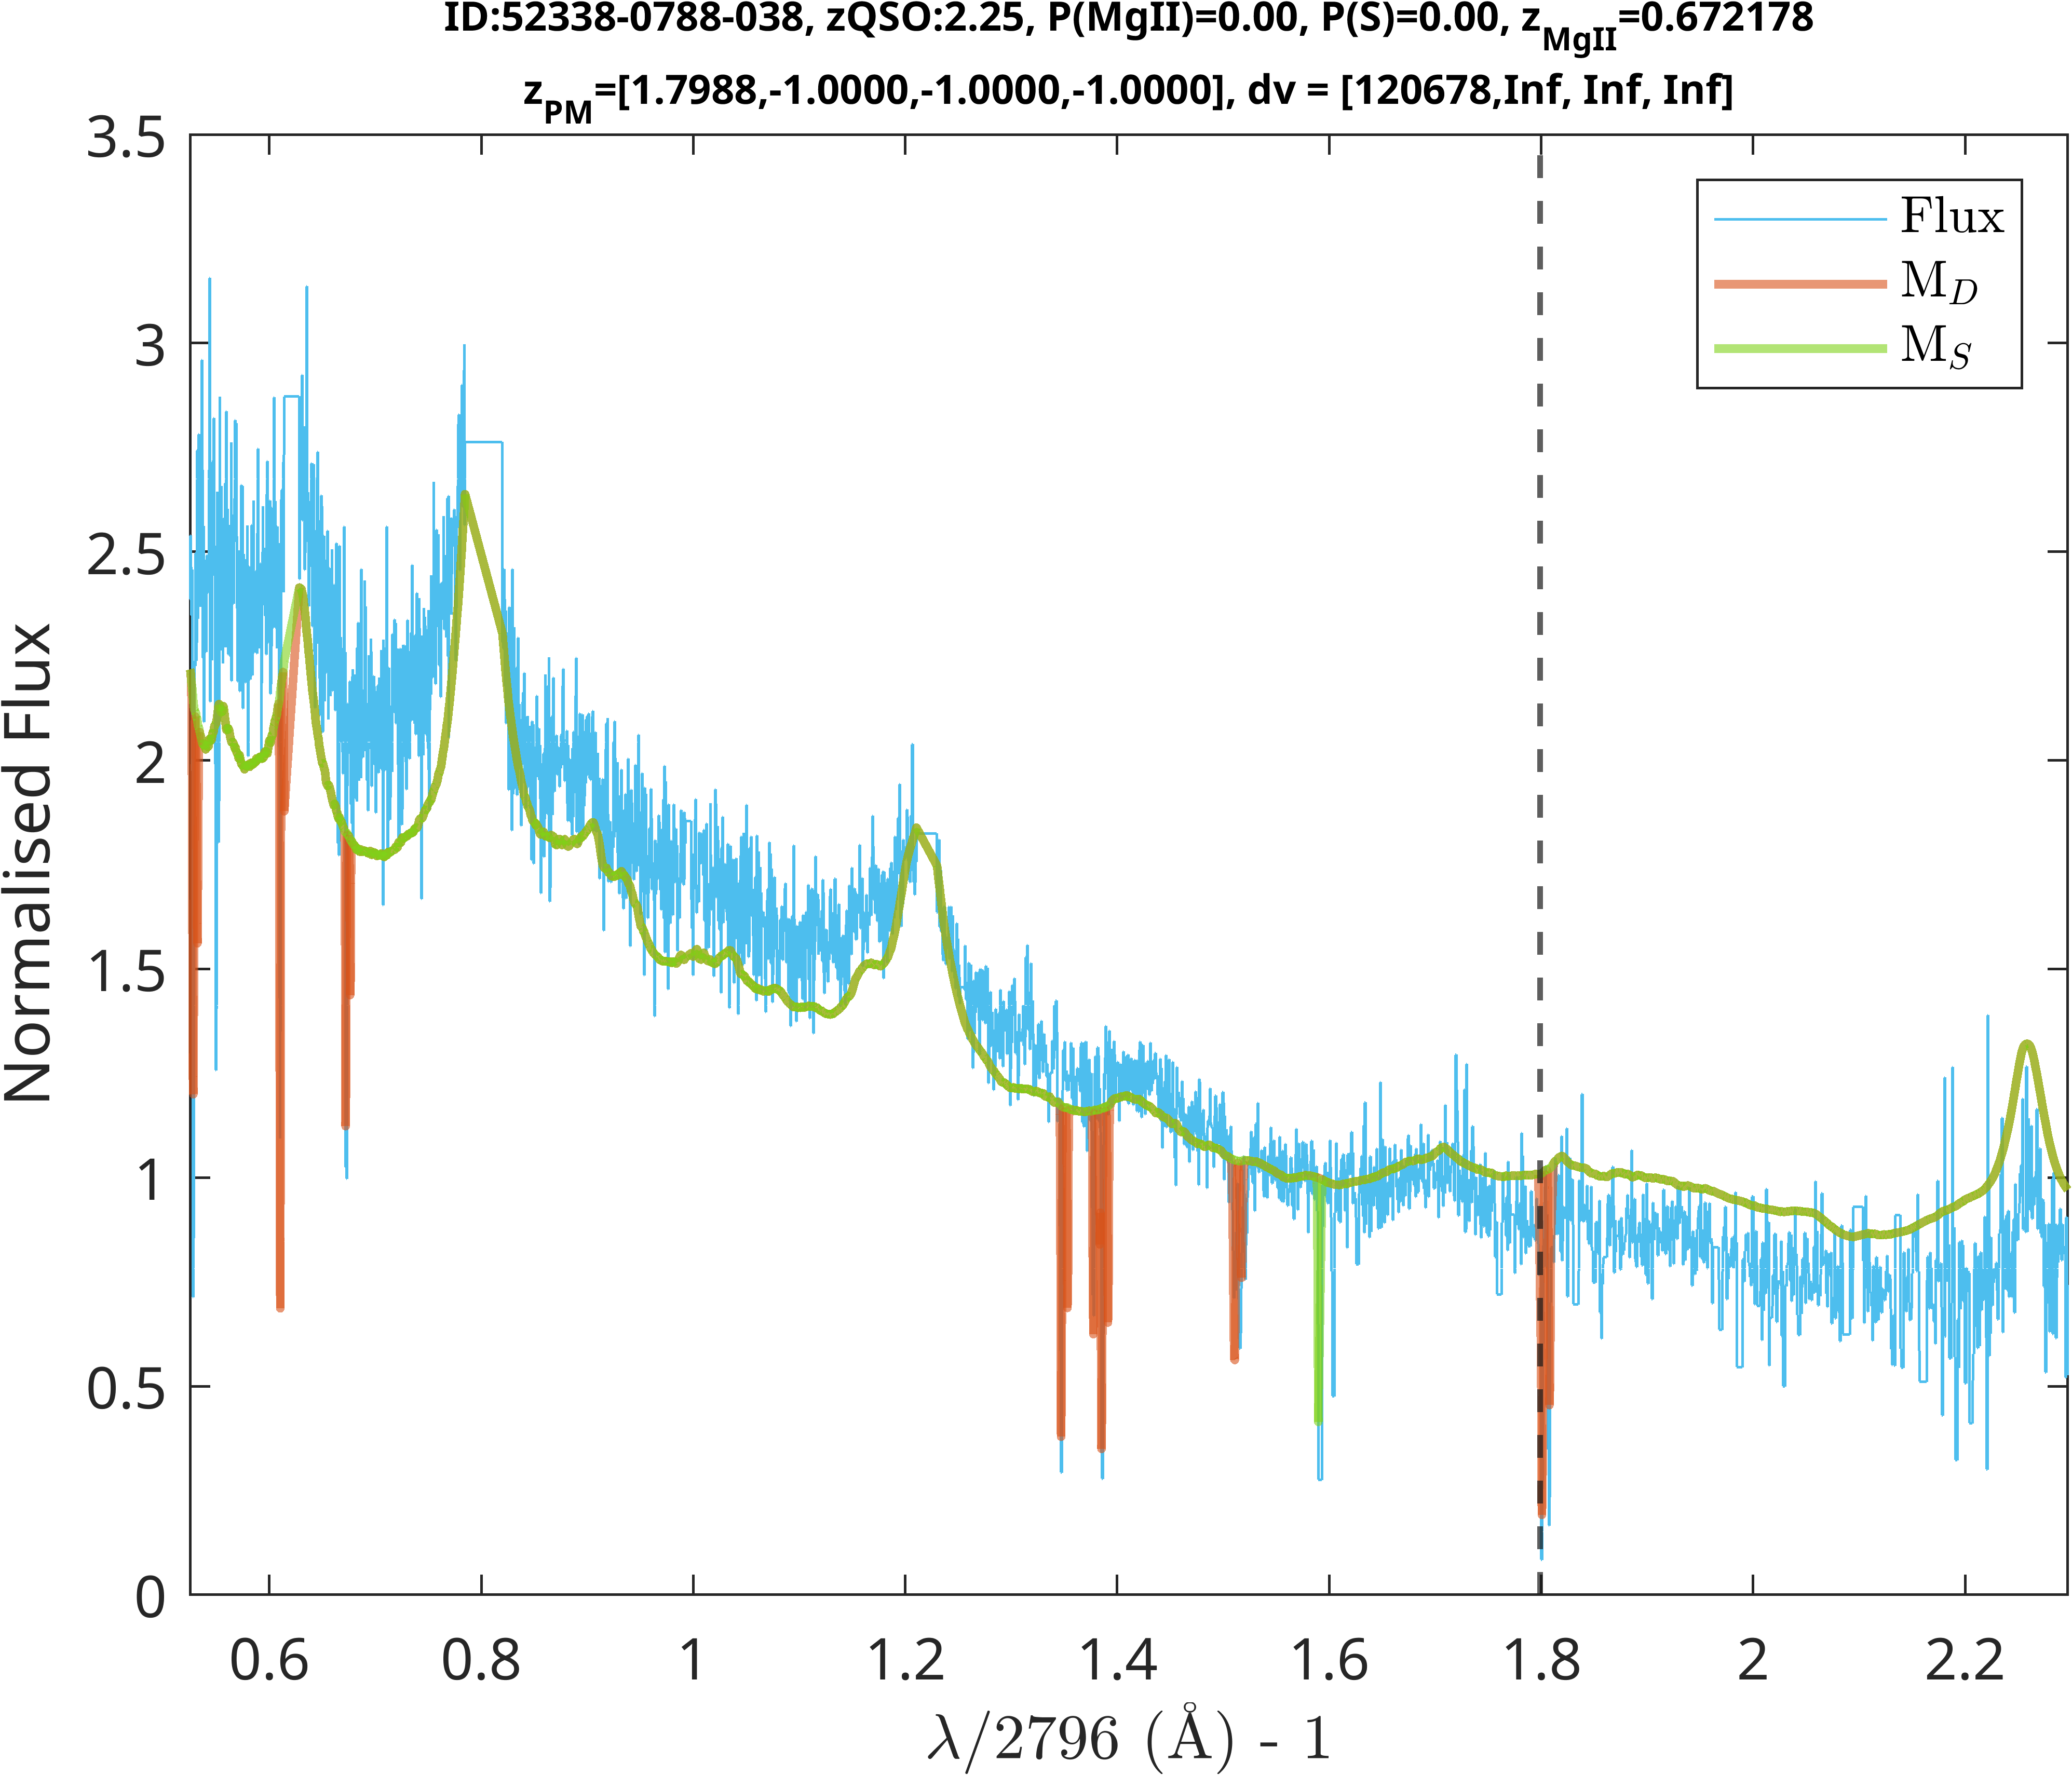 ID:52338-0788-038, zQSO:2.25, P(MgII)=0.00, P(S)=0.00, zMgII=0.672178
zPM=[1.7988,-1.0000,-1.0000,-1.0000], dv = [120678,Inf, Inf, Inf]
3.5
3
2.5
2
1.5
1
0.5
0
Normalised Flux
Flux
MD
MS
0.6 0.8 1 1.2 1.4 1.6 1.8 2 2.2
λ/2796 (Å) - 1